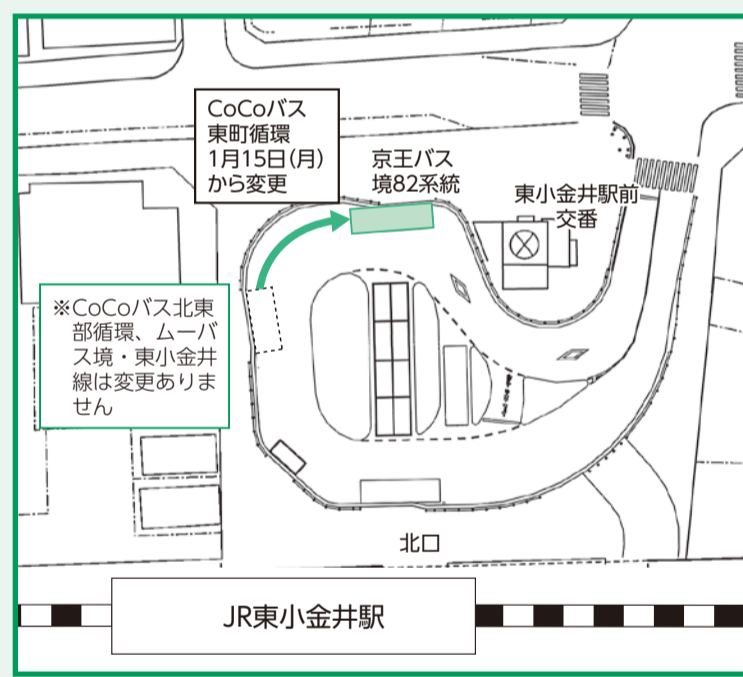 CoCoバス
東町循環
1月15日(月)
から変更
京王バス
境82系統
東小金井駅前
交番
※CoCoバス北東
部循環、ムーバ
ス境・東小金井
線は変更ありま
せん
北口
JR東小金井駅